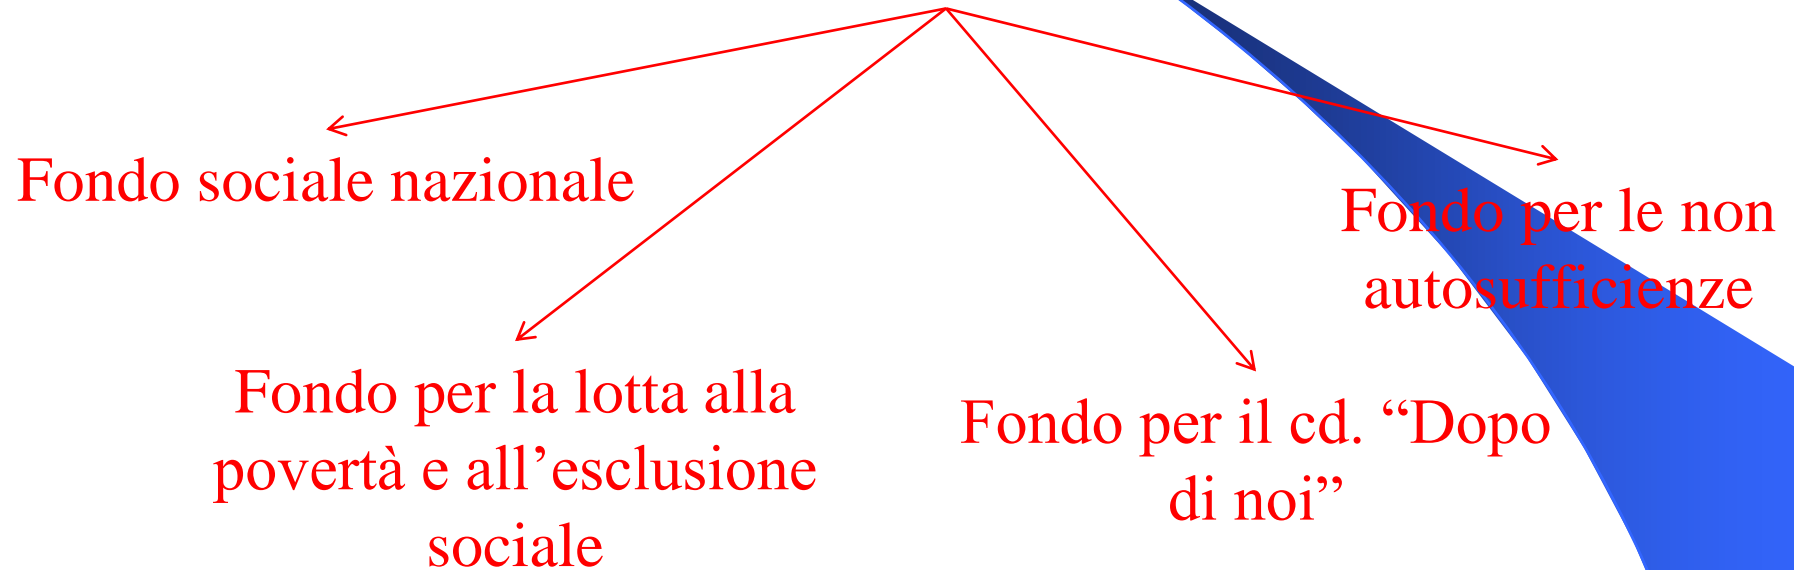 Fondo sociale nazionale
Fondo per la lotta alla
povertà e all’esclusione
sociale
Fondo per il cd. “Dopo
di noi”
Fondo per le non
autosufficienze